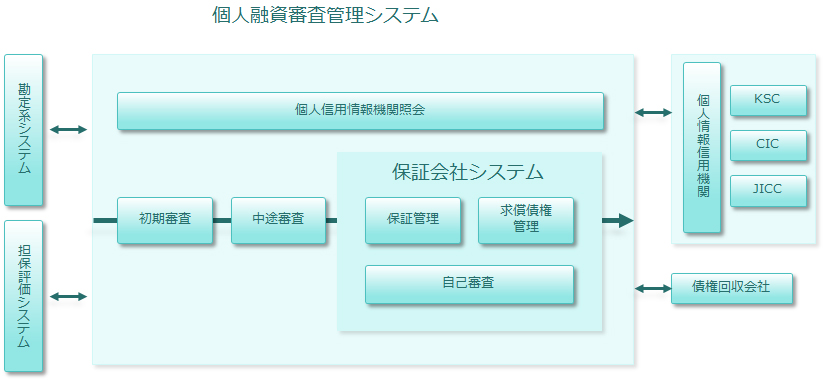 個人融資審査管理システム
勘定系システム
担保評価システム
個人信用情報機関照会
初期審査
中途審査
保証会社システム
保証管理
求償債権
管理
自己審査
個人情報信用機関
KSC
CIC
JICC
債権回収会社